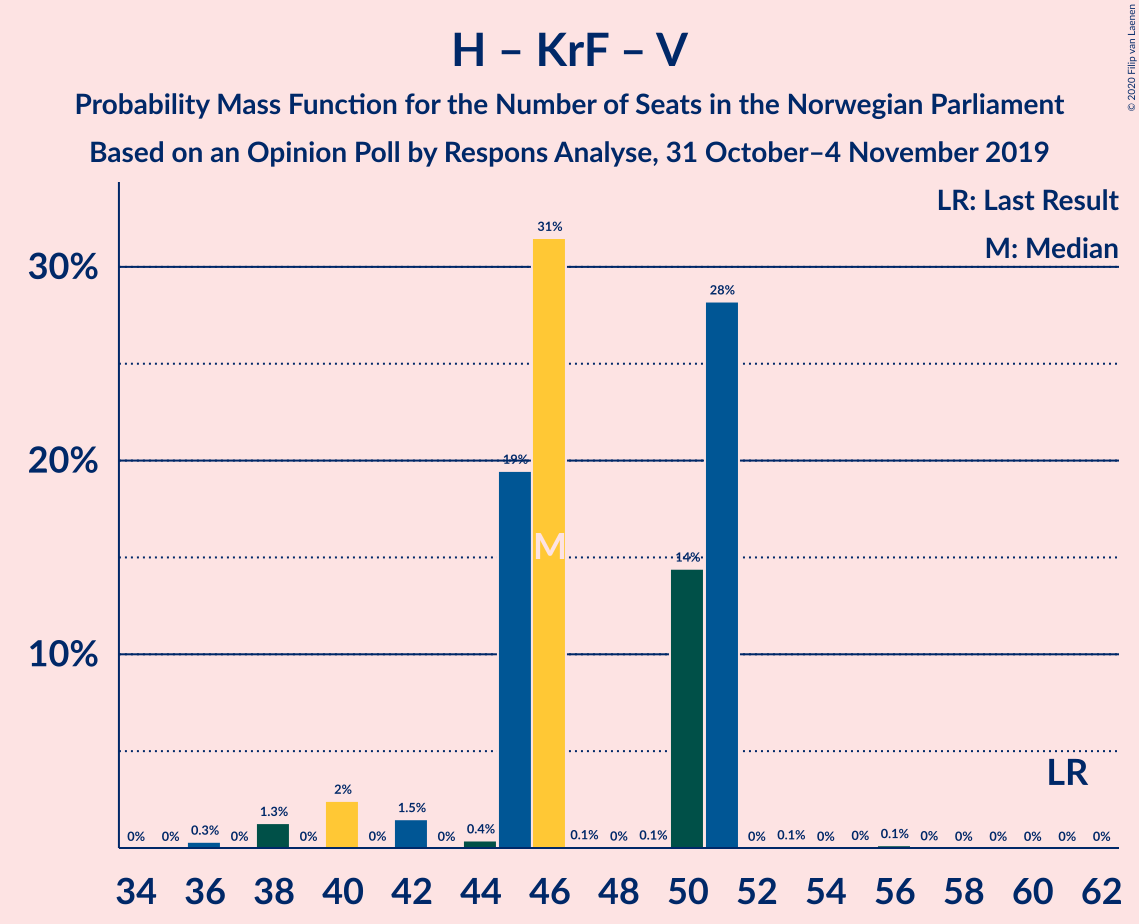 © 2020 Filip van Laenen
H – KrF – V
Probability Mass Function for the Number of Seats in the Norwegian Parliament
Based on an Opinion Poll by Respons Analyse, 31 October–4 November 2019
LR: Last Result
M: Median
30%
20%
10%
0% 0% 0.3% 0% 1.3% 0% 2% 0% 1.5% 0% 0.4% 19% 31% 0.1% 0% 0.1% 14% 28% 0% 0.1% 0% 0% 0.1% 0% 0% 0% 0% 0% 0%
M
LR
34 36 38 40 42 44 46 48 50 52 54 56 58 60 62